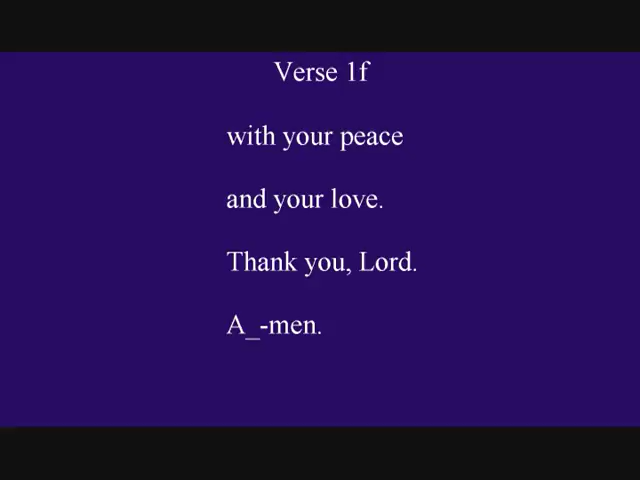 Verse 1f
with your peace
and your love.
Thank you, Lord.
A_-men.